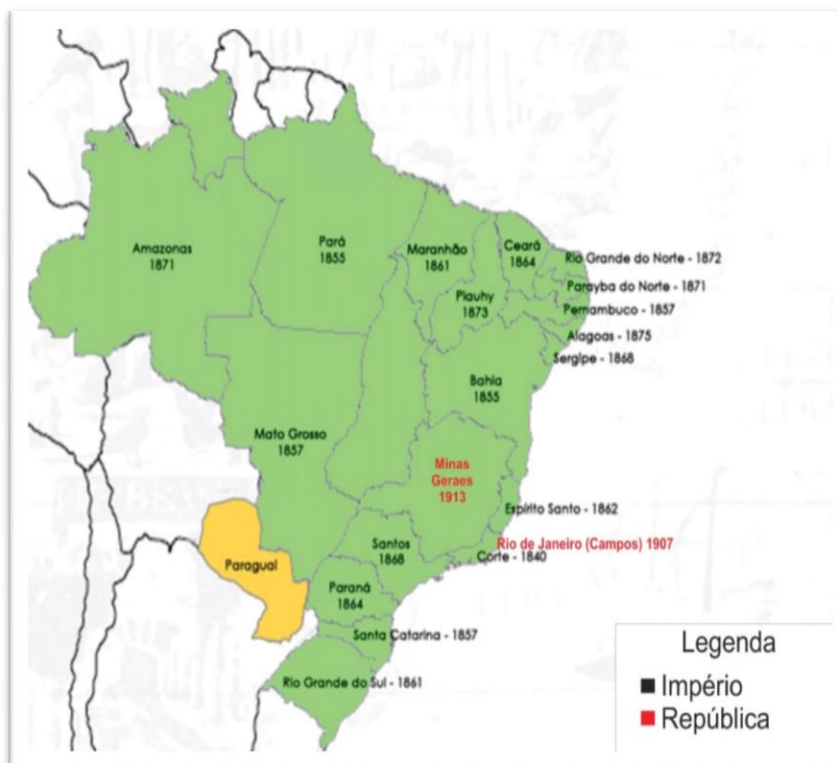 Amazonas
1871
Pará
1855
Maranhão
1861
Ceará
1864
Rio Grande do Norte - 1872
Parayba do Norte - 1871
Piauhy
1873
Pernambuco - 1857
Alagoas - 1875
Sergipe - 1868
Bahia
1855
Mato Grosso
1857
Minas
Geraes
1913
Espírito Santo - 1862
Rio de Janeiro (Campos) 1907
Corte - 1840
Santos
1868
Paraguai
Paraná
1864
Santa Catarina - 1857
Rio Grande do Sul - 1861
Legenda
Império
República